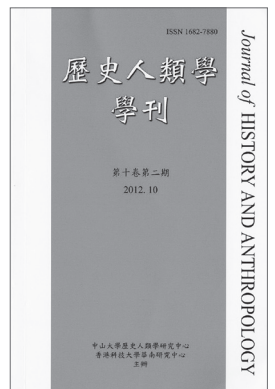 ISSN 1682-7880
歷史人類學
學刊
第十卷第二期
2012. 10
中山大學歷史人類學研究中心
香港科技大學華南研究中心
主辦
Journal of HISTORY AND ANTHROPOLOGY